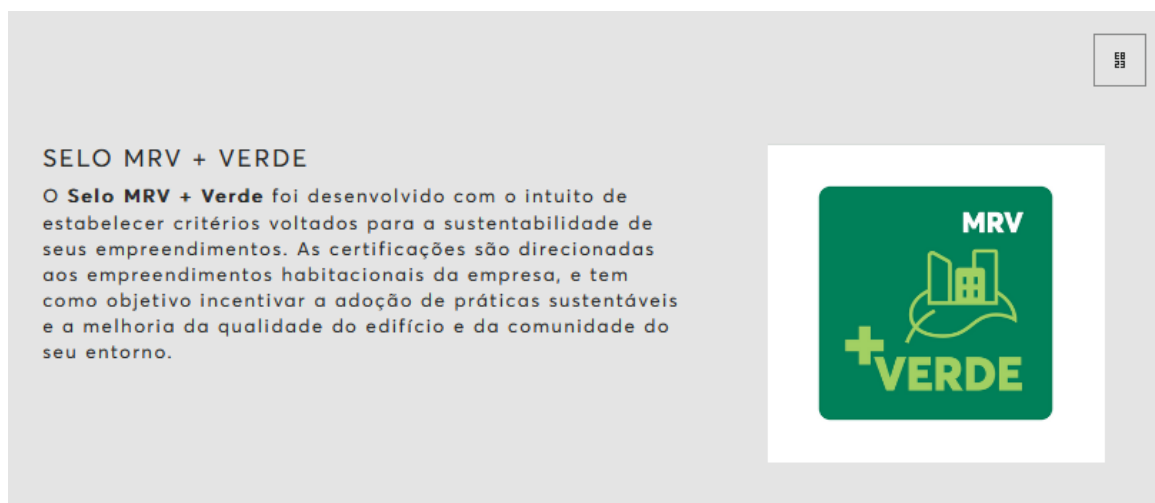 EB
23
SELO MRV + VERDE
O Selo MRV + Verde foi desenvolvido com o intuito de
estabelecer critérios voltados para a sustentabilidade de
seus empreendimentos. As certificações são direcionadas
aos empreendimentos habitacionais da empresa, e tem
como objetivo incentivar a adoção de práticas sustentáveis
e a melhoria da qualidade do edifício e da comunidade do
seu entorno.
MRV
+VERDE